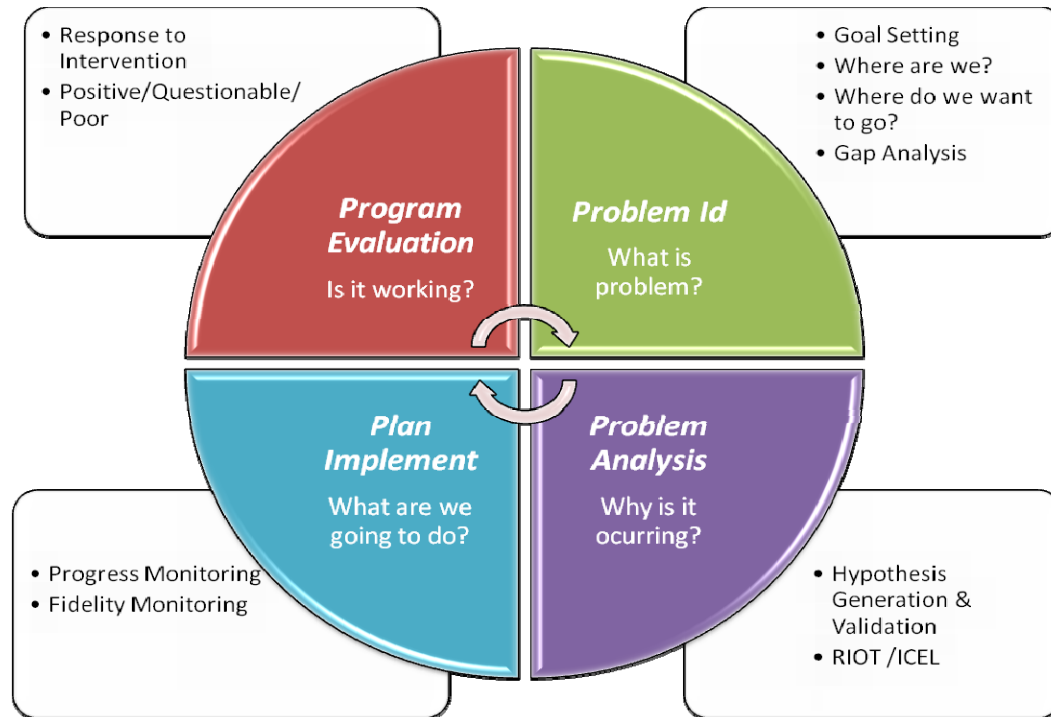 • Response to
Intervention
• Positive/Questionable/
Poor
• Goal Setting
• Where are we?
• Where do we want
to go?
• Gap Analysis
Program
Evaluation
Is it working?
Problem Id
What is
problem?
Plan
Implement
What are we
going to do?
Problem
Analysis
Why is it
ocurring?
• Progress Monitoring
• Fidelity Monitoring
• Hypothesis
Generation &
Validation
• RIOT /ICEL